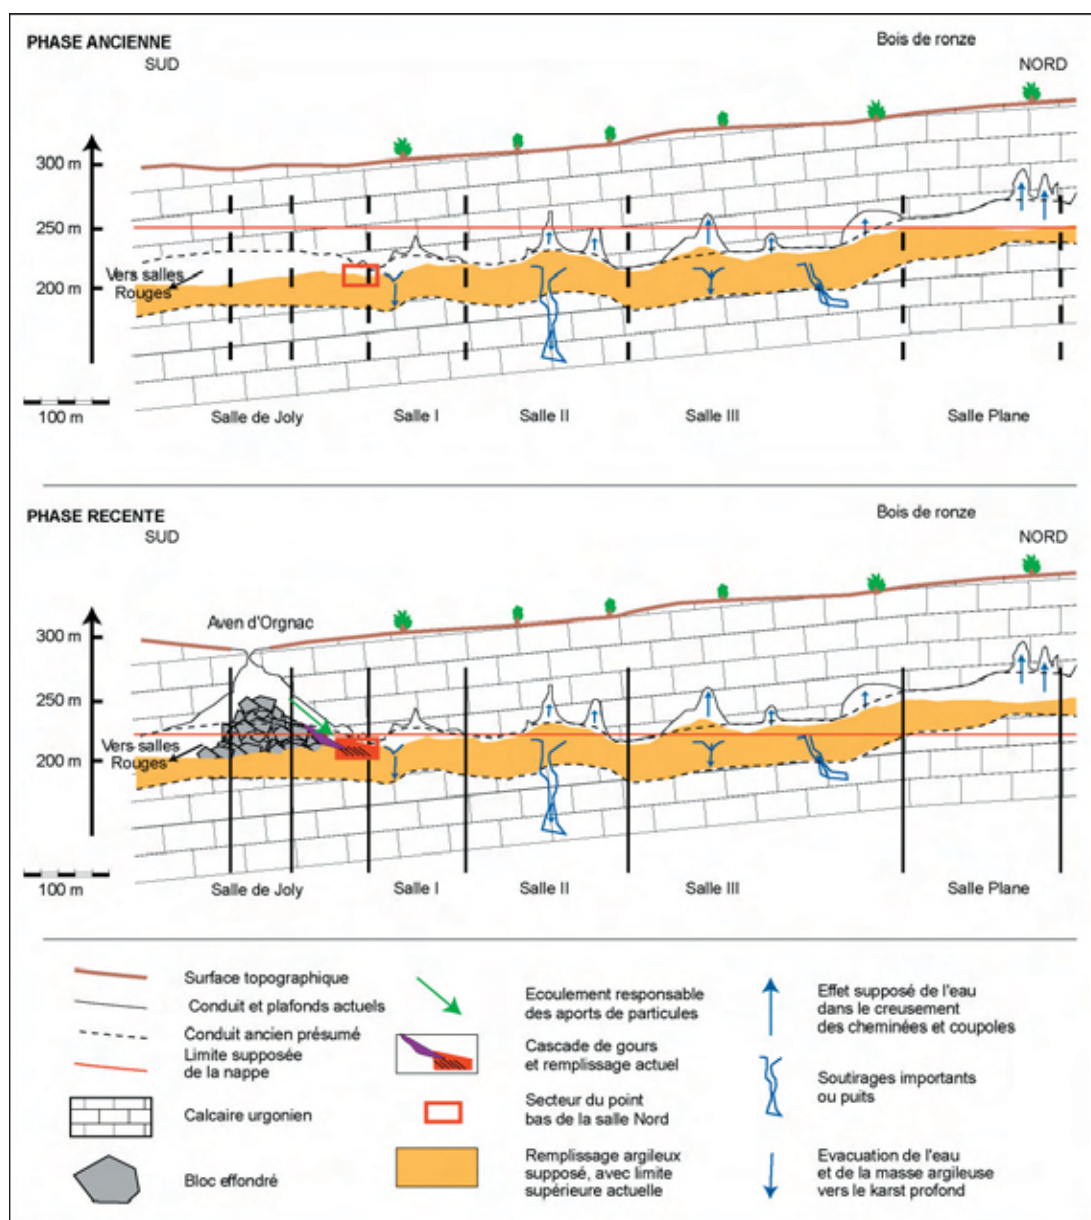 PHASE ANCIENNE
Bois de ronze
SUD
NORD
300 m
250 m
200 m
Vers salles
Rouges
100 m
Salle de Joly
Salle I
Salle II
Salle III
Salle Plane
PHASE RECENTE
Bois de ronze
SUD
NORD
Aven d'Orgnac
300 m
250 m
200 m
Vers salles
Rouges
100 m
Salle de Joly
Salle I
Salle II
Salle III
Salle Plane
Surface topographique
Conduit et plafonds actuels
Conduit ancien présumé
Limite supposée
de la nappe
Calcaire urgonien
Bloc effondré
Ecoulement responsable
des aports de particules
Cascade de gours
et remplissage actuel
Secteur du point
bas de la salle Nord
Remplissage argileux
supposé, avec limite
supérieure actuelle
Effet supposé de l'eau
dans le creusement
des cheminées et coupoles
Soutirages importants
ou puits
Evacuation de l'eau
et de la masse argileuse
vers le karst profond